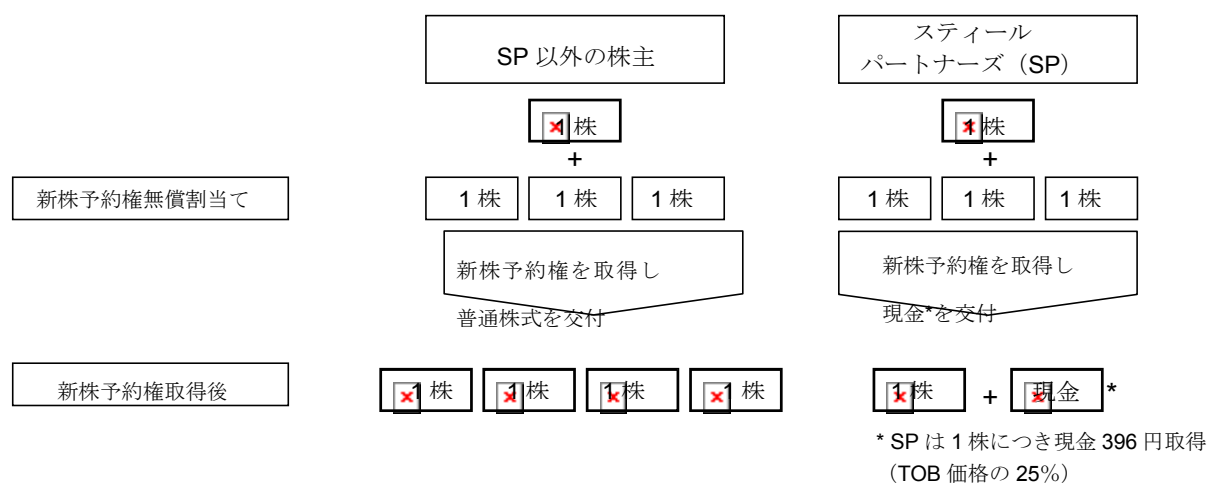 SP 以外の株主
スティール
パートナーズ（SP）
1 株
1 株
+
+
新株予約権無償割当て
1 株 1 株 1 株
1 株 1 株 1 株
新株予約権を取得し
普通株式を交付
新株予約権を取得し
現金*を交付
新株予約権取得後
1 株 1 株 1 株 1 株
1 株 + 現金 *
* SP は 1 株につき現金 396 円取得
（TOB 価格の 25%）